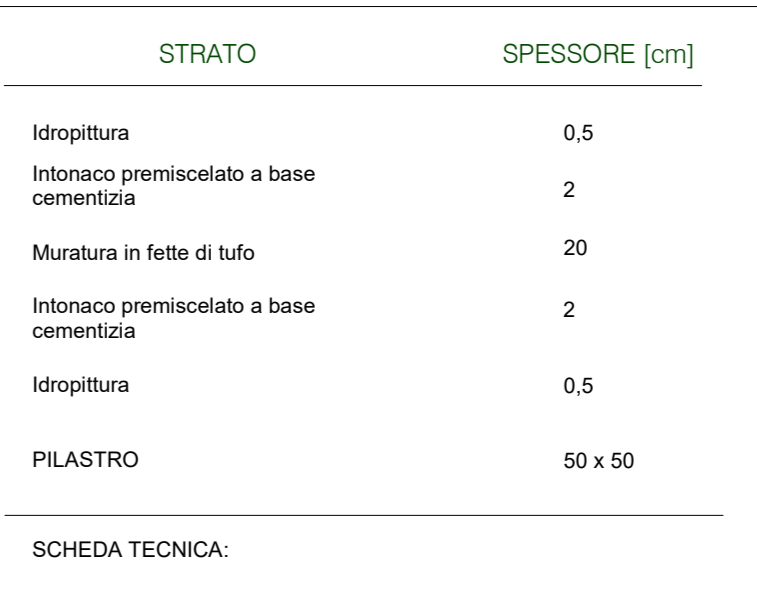 STRATO SPESSORE [cm]
Idropittura 0,5
Intonaco premiscelato a base
cementizia 2
Muratura in fette di tufo 20
Intonaco premiscelato a base 2
cementizia
Idropittura 0,5
PILASTRO 50 x 50
SCHEDA TECNICA: